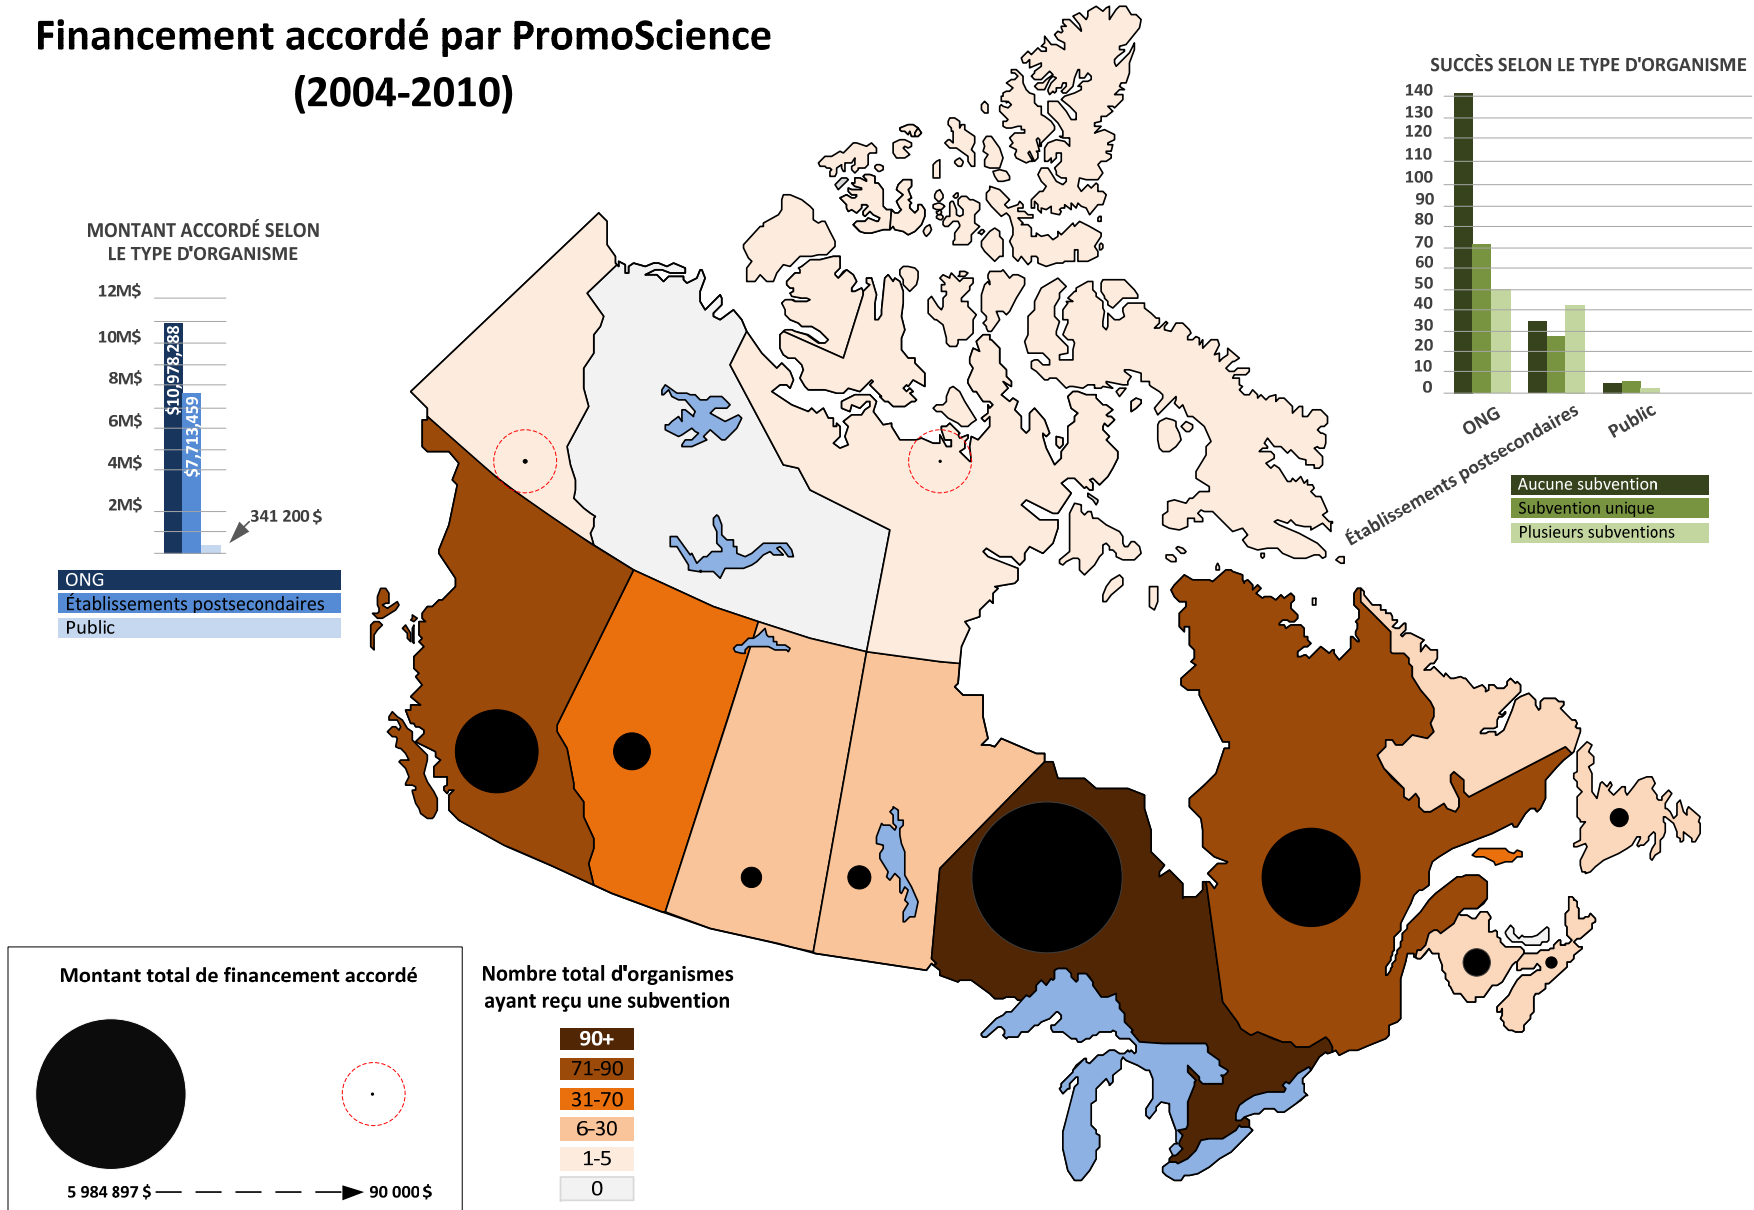 Financement accordé par PromoScience
(2004-2010)
SUCCÈS SELON LE TYPE D'ORGANISME
140
130
120
110
100
90
80
70
60
50
40
30
20
10
0
ONG
Établissements postsecondaires
Public
Aucune subvention
Subvention unique
Plusieurs subventions
MONTANT ACCORDÉ SELON
LE TYPE D'ORGANISME
12M$
10M$
8M$
6M$
4M$
2M$
$10,978,288
$7,713,459
341 200 $
ONG
Établissements postsecondaires
Public
Montant total de financement accordé
5 984 897 $
90 000 $
Nombre total d'organismes
ayant reçu une subvention
90+
71-90
31-70
6-30
1-5
0